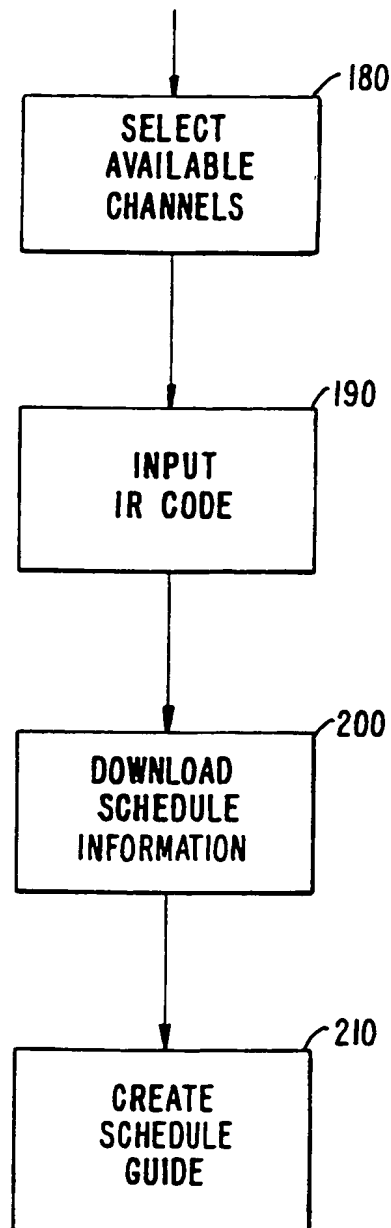 180
SELECT
AVAILABLE
CHANNELS
190
INPUT
IR CODE
200
DOWNLOAD
SCHEDULE
INFORMATION
210
CREATE
SCHEDULE
GUIDE